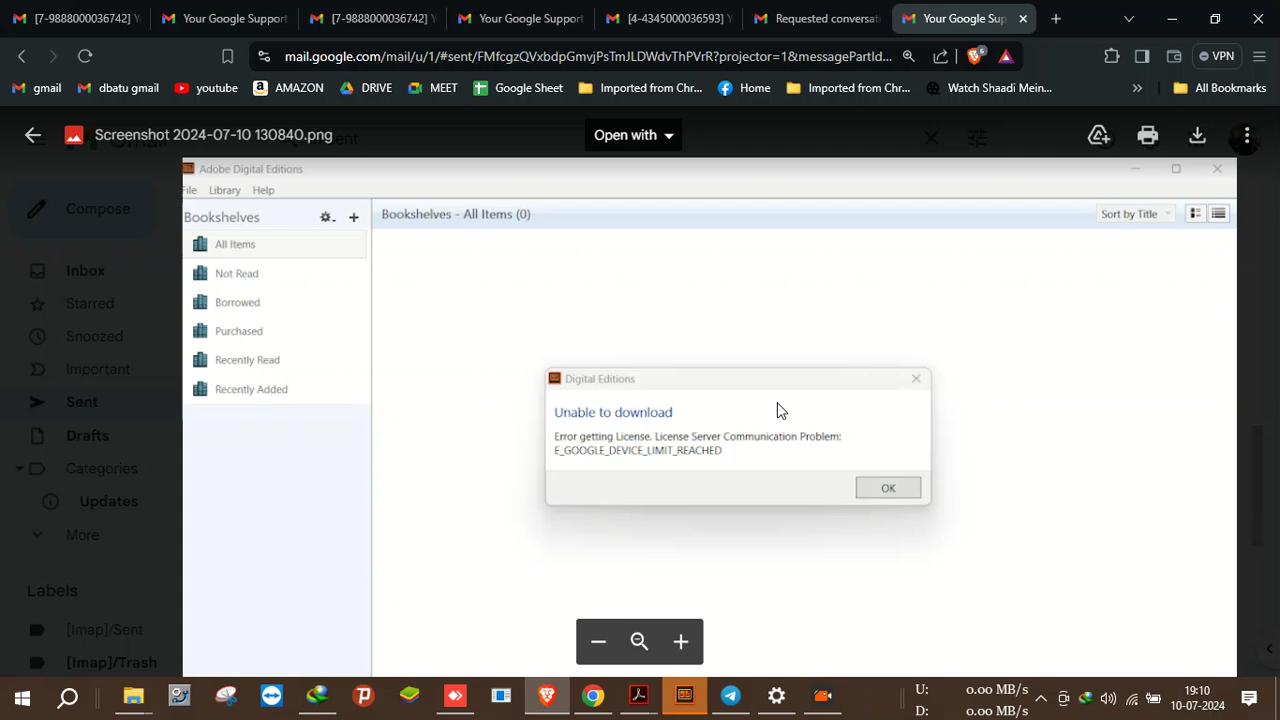 [7-9888000036742] Y
Your Google Support
[7-9888000036742] Y
Your Google Support
[4-4345000036593] Y
Requested conversat
Your Google Sup
mail.google.com/mail/u/1/#sent/FMfcgzQVxbdpGmvjPsTmJLDWdvThPVrR?projector=1&messagePartId...
6
VPN
gmail
dbatu gmail
youtube
AMAZON
DRIVE
MEET
Google Sheet
Imported from Chr...
Home
Imported from Chr...
Watch Shaadi Mein...
All Bookmarks
Screenshot 2024-07-10 130840.png
Open with
Compose
Inbox
Starred
Snoozed
Important
Sent
Drafts
Categories
Updates
More
Labels
[Imap]/Sent
[Imap]/Trash
Adobe Digital Editions
File Library Help
Bookshelves
All Items
Not Read
Borrowed
Purchased
Recently Read
Recently Added
Bookshelves - All Items (0)
Sort by Title
Digital Editions
Unable to download
Error getting License. License Server Communication Problem:
E_GOOGLE_DEVICE_LIMIT_REACHED
OK
U: 0.00 MB/s
D: 0.00 MB/s
19:10
10-07-2024